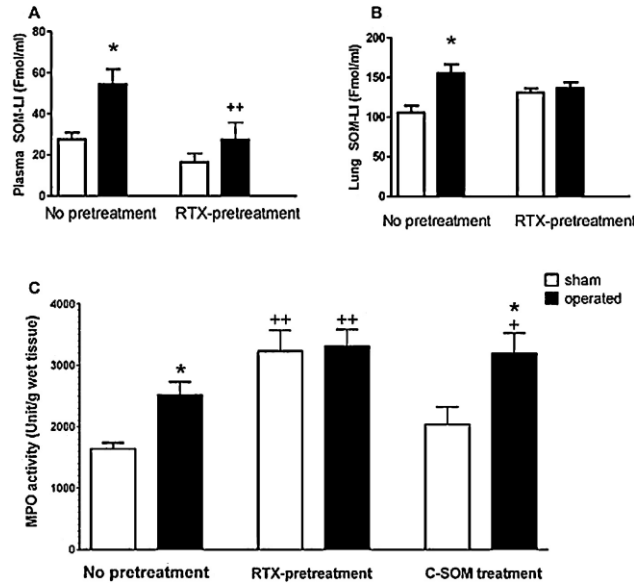 A
Plasma SOM-LI (Fmol/ml)
80
60
40
20
0
*
++
No pretreatment RTX-pretreatment
B
Lung SOM-LI (Fmol/ml)
200
150
100
50
0
*
No pretreatment RTX-pretreatment
C
sham
operated
MPO activity (Unit/g wet tissue)
4000
3000
2000
1000
0
*
++ ++
*
+
No pretreatment RTX-pretreatment C-SOM treatment